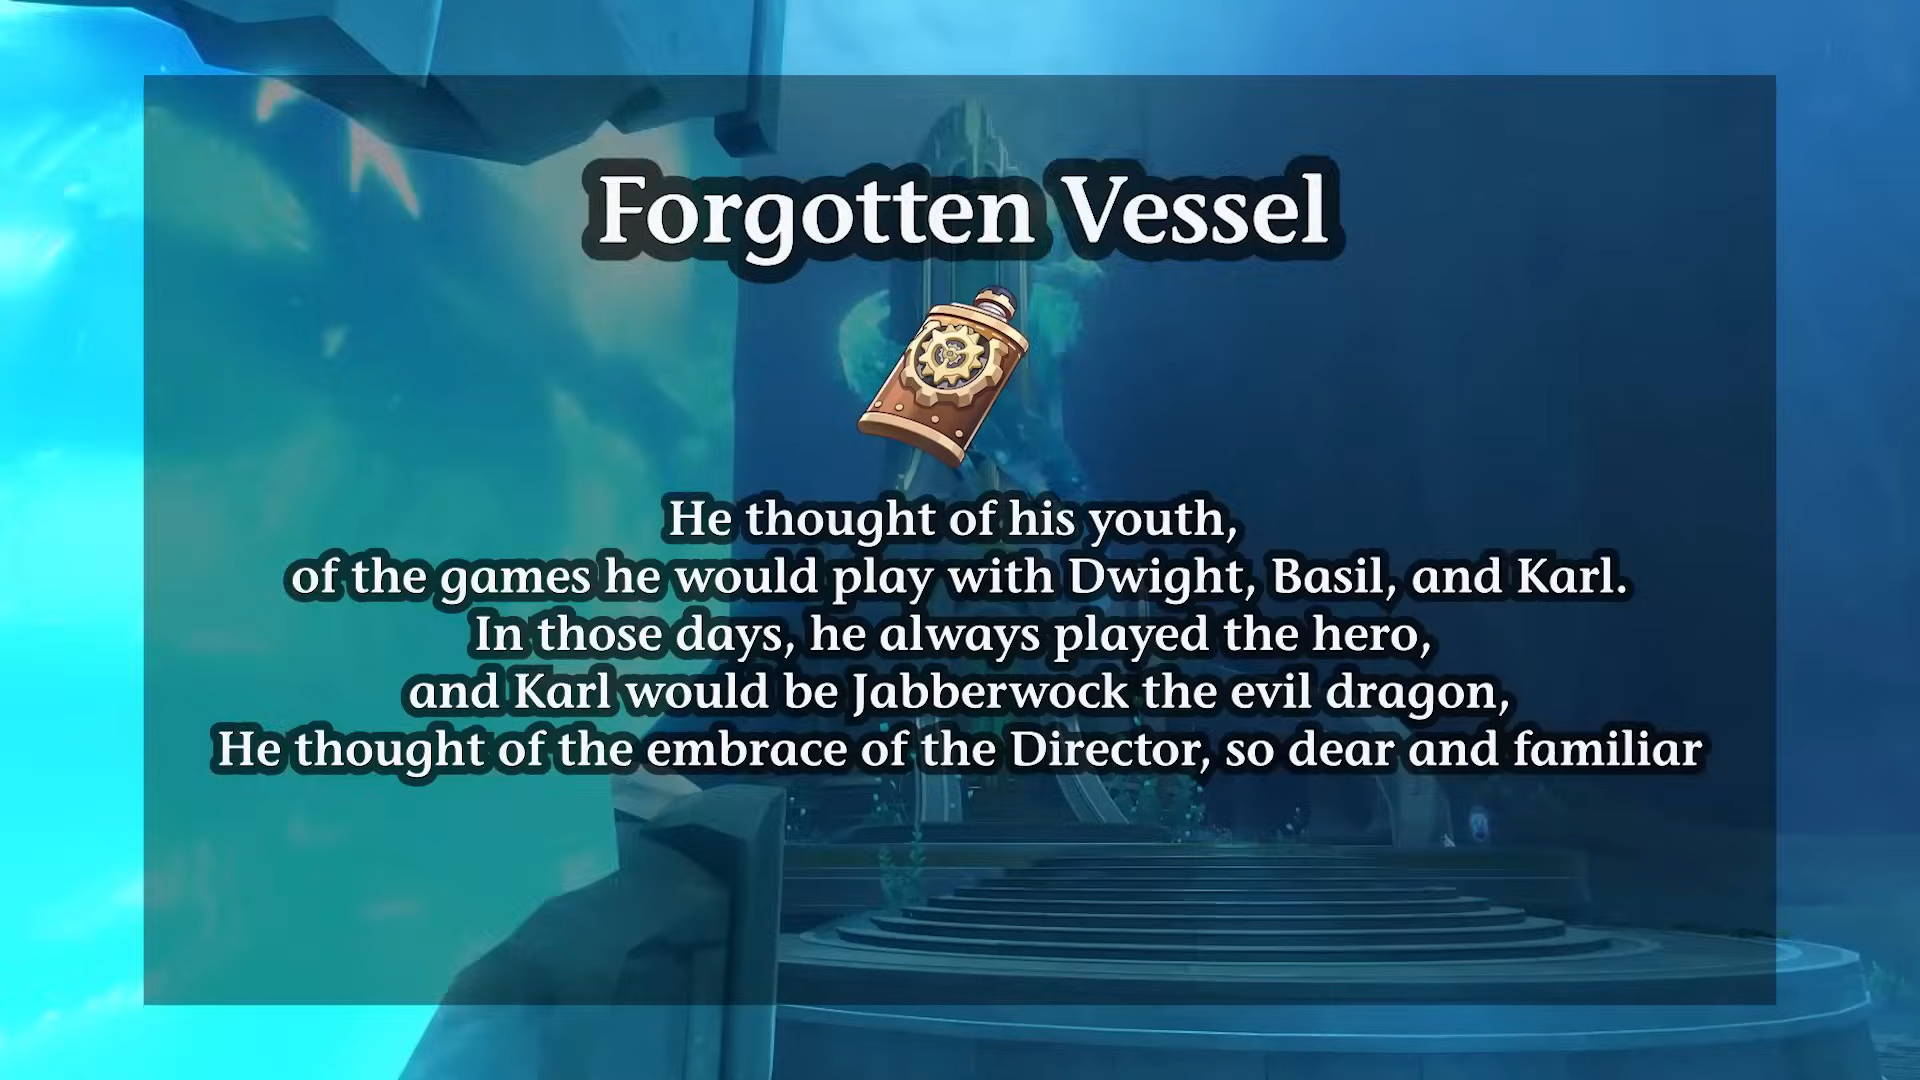 Forgotten Vessel
He thought of his youth,
of the games he would play with Dwight, Basil, and Karl.
In those days, he always played the hero,
and Karl would be Jabberwock the evil dragon,
He thought of the embrace of the Director, so dear and familiar